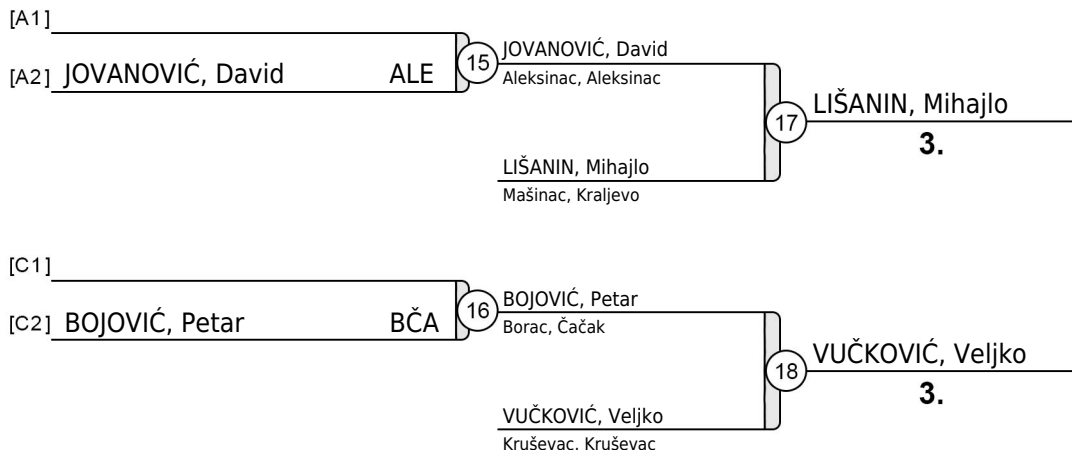 [A1]
[A2] JOVANOVIĆ, David ALE
15
JOVANOVIĆ, David
Aleksinac, Aleksinac
17
LIŠANIN, Mihajlo
3.
LIŠANIN, Mihajlo
Mašinac, Kraljevo
[C1]
[C2] BOJOVIĆ, Petar BČA
16
BOJOVIĆ, Petar
Borac, Čačak
18
VUČKOVIĆ, Veljko
3.
VUČKOVIĆ, Veljko
Kruševac, Kruševac